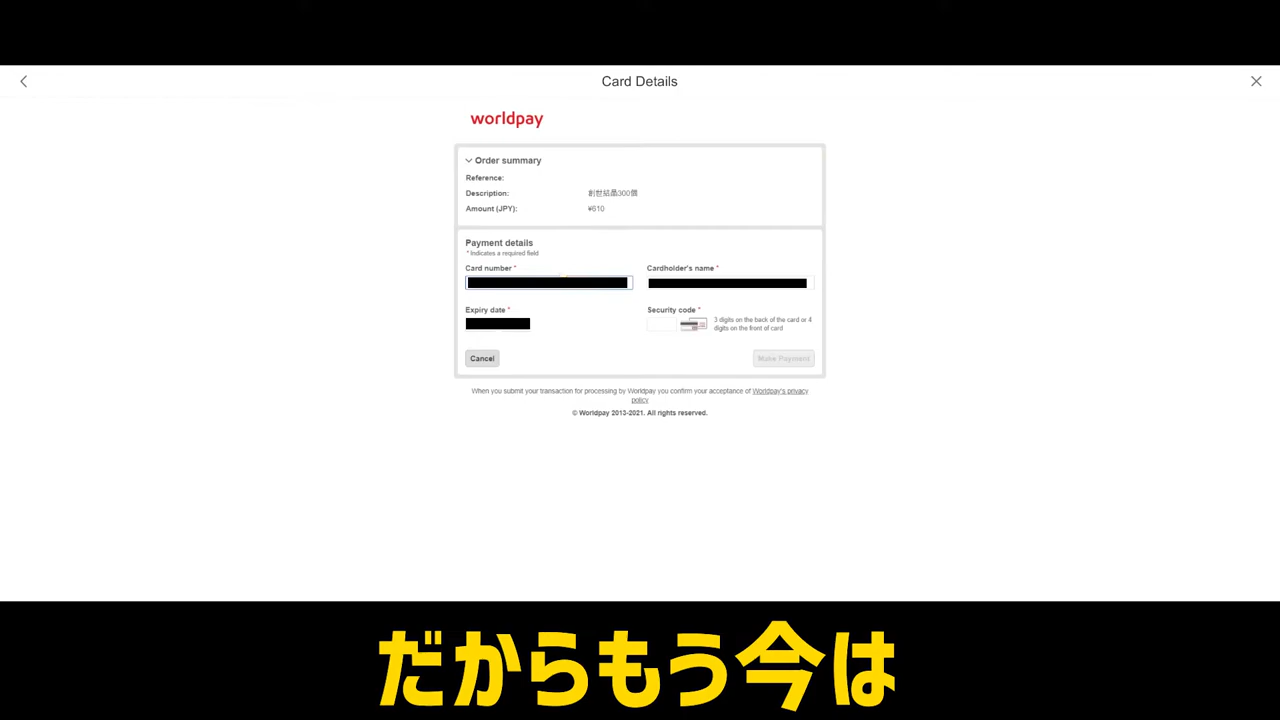 Card Details
worldpay
Order summary
Reference:
Description: 創世結晶300個
Amount (JPY): ¥610
Payment details
* Indicates a required field
Card number * Cardholder's name *
Expiry date * Security code *
3 digits on the back of the card or 4
digits on the front of card
Cancel Make Payment
When you submit your transaction for processing by Worldpay you confirm your acceptance of Worldpay's privacy
policy
© Worldpay 2013-2021. All rights reserved.
だからもう今は